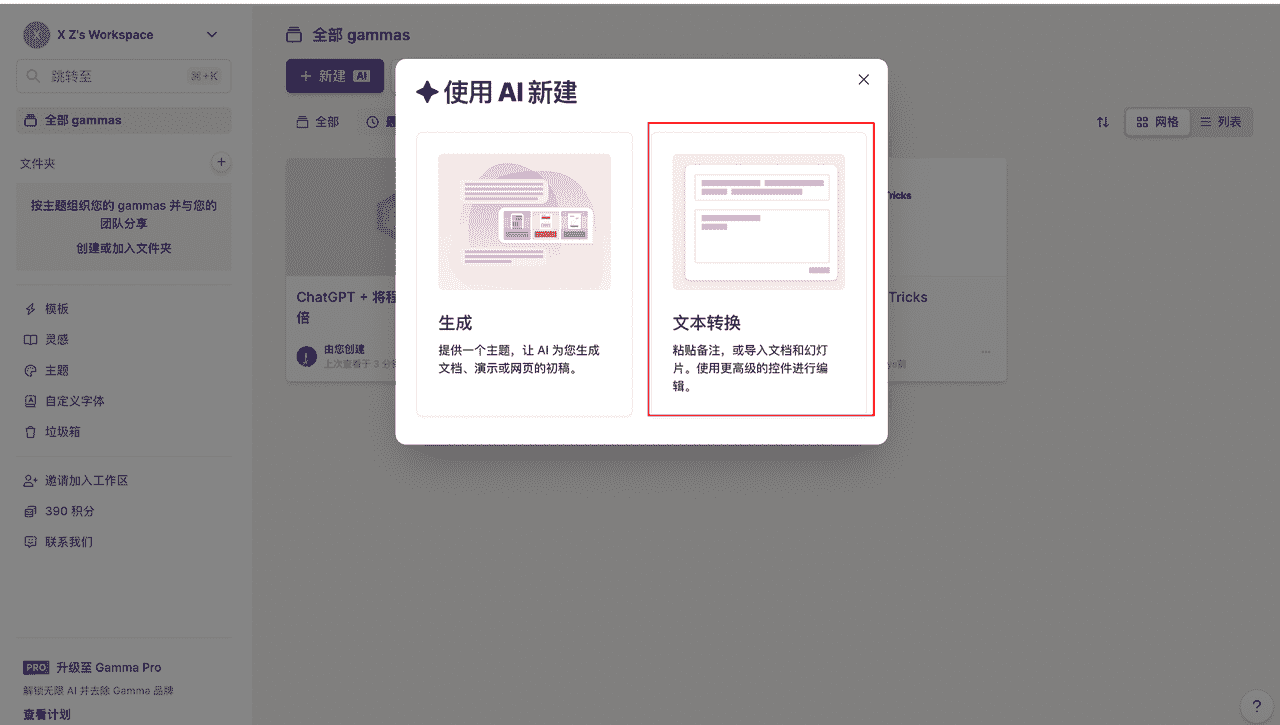 X Z's Workspace
跳转至
⌘+K
全部 gammas
文件夹
按主题组织您的 gammas 并与您的
团队分享
创建或加入文件夹
模板
灵感
主题
自定义字体
垃圾箱
邀请加入工作区
390 积分
联系我们
PRO 升级至 Gamma Pro
解锁无限 AI 并去除 Gamma 品牌
查看计划
全部 gammas
+ 新建 AI
全部
网格
列表
ChatGPT +
倍
由您创建
上次查看于 3
Tricks
使用 AI 新建
生成
提供一个主题，让 AI 为您生成
文档、演示或网页的初稿。
文本转换
粘贴备注，或导入文档和幻灯
片。使用更高级的控件进行编
辑。
?